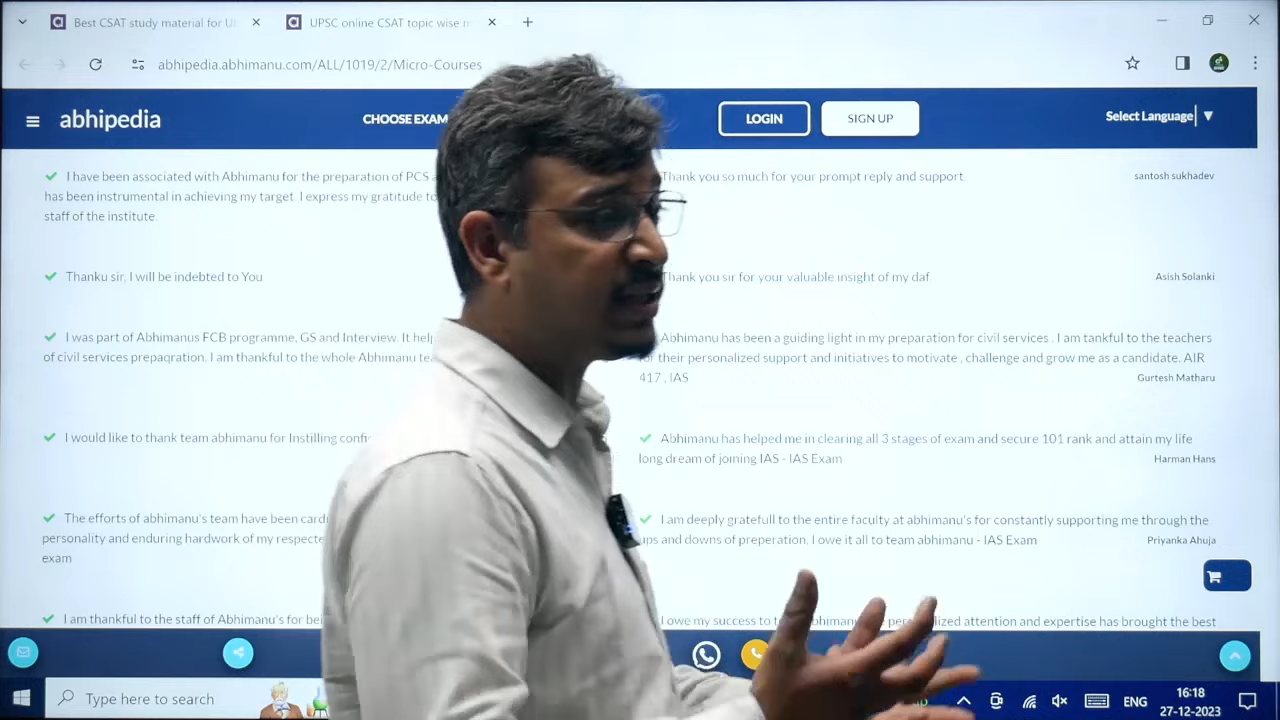 Best CSAT study material for U
UPSC online CSAT topic wise
abhipedia.abhimanu.com/ALL/1019/2/Micro-Courses
abhipedia
CHOOSE EXAM
LOGIN
SIGN UP
Select Language
I have been associated with Abhimanu for the preparation of PCS
has been instrumental in achieving my target. I express my gratitude to
staff of the institute.
Thank you so much for your prompt reply and support.
santosh sukhadev
Thanku sir, I will be indebted to You
Thank you sir for your valuable insight of my daf
Asish Solanki
I was part of Abhimanus FCB programme, GS and Interview. It help
of civil services prepaqration. I am thankful to the whole Abhimanu te
Abhimanu has been a guiding light in my preparation for civil services . I am tankful to the teachers
their personalized support and initiatives to motivate , challenge and grow me as a candidate. AIR
417 , IAS
Gurtesh Matharu
I would like to thank team abhimanu for Instilling confi
Abhimanu has helped me in clearing all 3 stages of exam and secure 101 rank and attain my life
long dream of joining IAS - IAS Exam
Harman Hans
The efforts of abhimanu's team have been card
personality and enduring hardwork of my respecte
exam
I am deeply gratefull to the entire faculty at abhimanu's for constantly supporting me through the
ups and downs of preperation. I owe it all to team abhimanu - IAS Exam
Priyanka Ahuja
I am thankful to the staff of Abhimanu's for bei
I owe my success to attention and expertise has brought the best
Type here to search
ENG
16:18
27-12-2023